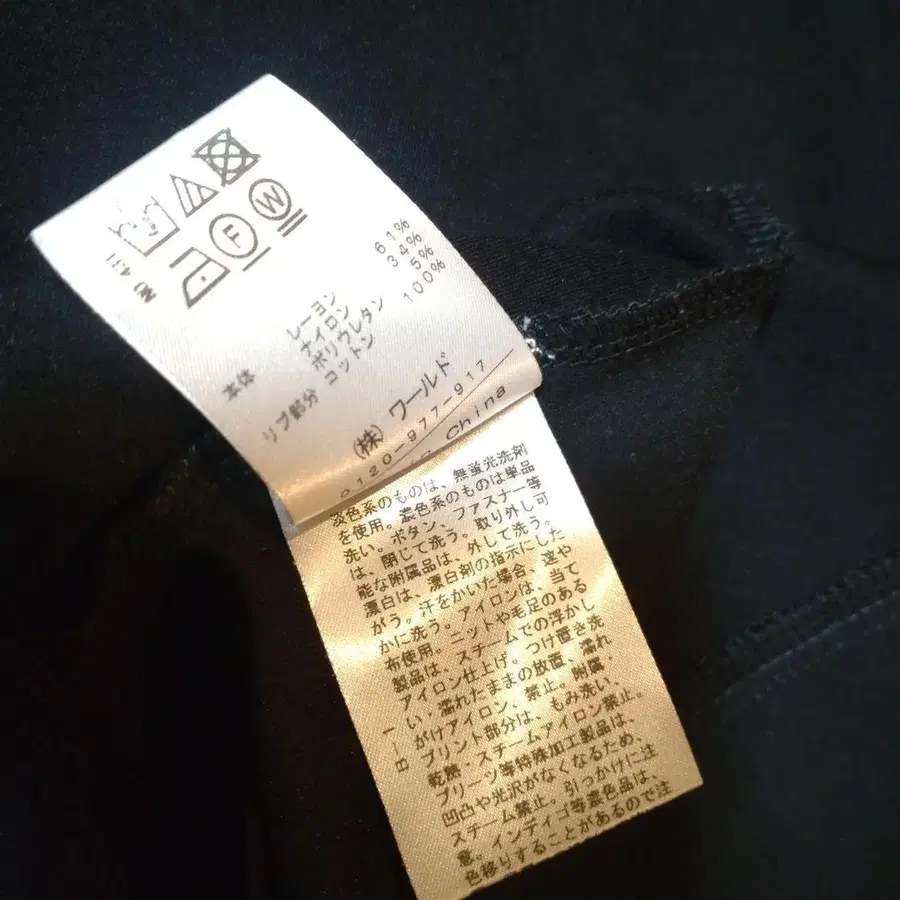 F
W
本体
レーヨン 61%
ナイロン 34%
ポリウレタン 5%
リブ部分 コットン 100%
(株) ワールド
0120-977-917
China
淡色系のものは、無蛍光洗剤
を使用。濃色系のものは単品
洗い。ボタン、ファスナー等
は、閉じて洗う。取り外し可
能な附属品は、外して洗う。
漂白は、漂白剤の指示にした
がう。汗をかいた場合、速や
かに洗う。アイロンは、当て
布使用。ニットや毛足のある
製品は、スチームでの浮かし
アイロン仕上げ。つけ置き洗
い・濡れたままの放置、濡れ
がけアイロン、禁止。附属・
プリント部分は、もみ洗い、
乾熱・スチームアイロン禁止。
プリーツ等特殊加工製品は、
凹凸や光沢がなくなるため、
スチーム禁止。引っかけに注
意。インディゴ等濃色品は、
色移りすることがあるので注
B-1